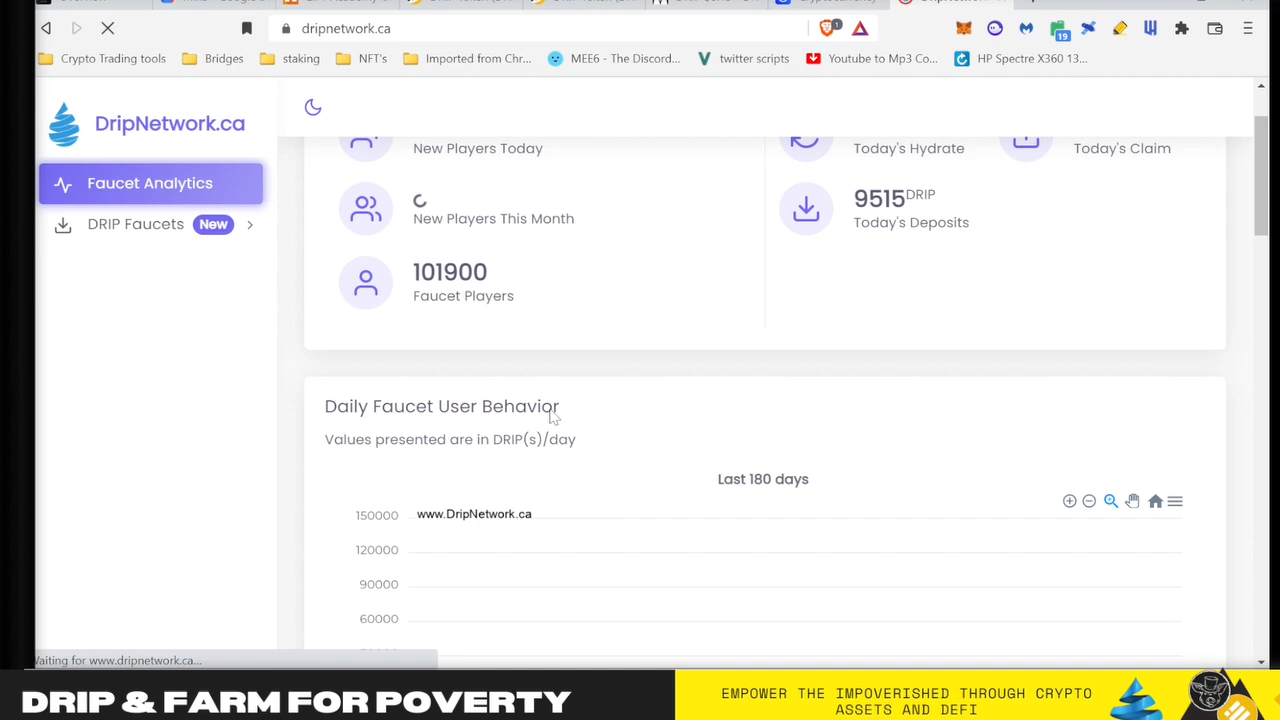 dripnetwork.ca
1
19
Crypto Trading tools
Bridges
staking
NFT's
Imported from Chr...
MEE6 - The Discord...
twitter scripts
Youtube to Mp3 Co...
HP Spectre X360 13...
DripNetwork.ca
Faucet Analytics
DRIP Faucets New
New Players Today
Today's Hydrate
Today's Claim
New Players This Month
9515DRIP
Today's Deposits
101900
Faucet Players
Daily Faucet User Behavior
Values presented are in DRIP(s)/day
Last 180 days
150000
www.DripNetwork.ca
120000
90000
60000
Waiting for www.dripnetwork.ca...
DRIP & FARM FOR POVERTY
EMPOWER THE IMPOVERISHED THROUGH CRYPTO
ASSETS AND DEFI